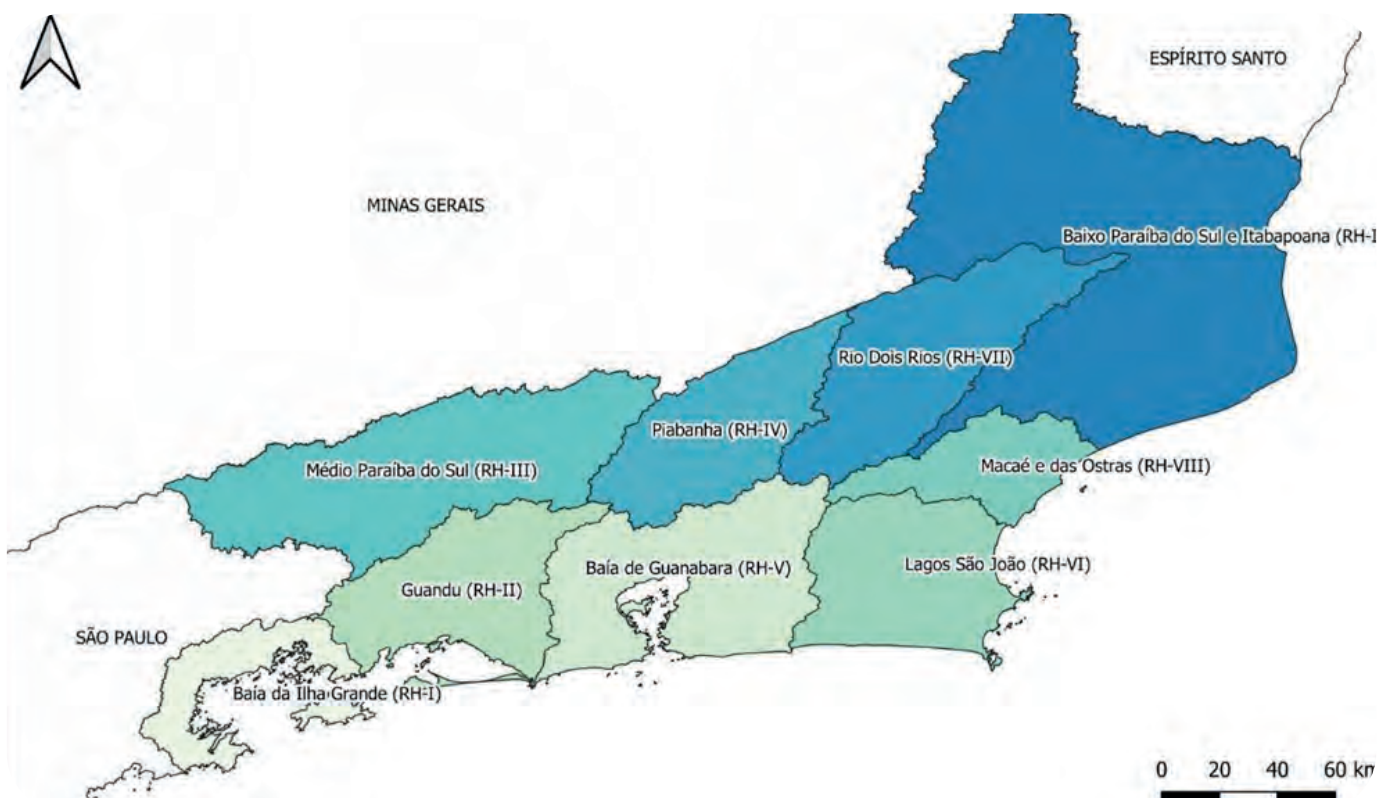 ESPÍRITO SANTO
MINAS GERAIS
Baixo Paraíba do Sul e Itabapoana (RH-I
Rio Dois Rios (RH-VII)
Piabanha (RH-IV)
Médio Paraíba do Sul (RH-III)
Macaé e das Ostras (RH-VIII)
Baía de Guanabara (RH-V)
Lagos São João (RH-VI)
Guandu (RH-II)
SÃO PAULO
Baía da Ilha Grande (RH-I)
0 20 40 60 km